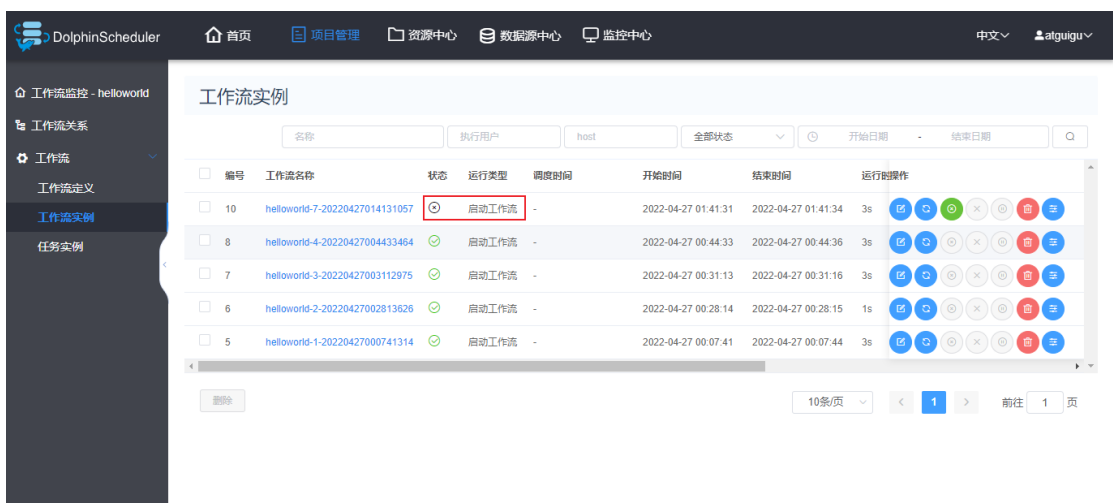 DolphinScheduler 首页 项目管理 资源中心 数据源中心 监控中心 中文 atguigu
工作流监控 - helloworld
工作流关系
工作流
工作流定义
工作流实例
任务实例
工作流实例
名称 执行用户 host 全部状态 开始日期 - 结束日期
编号 工作流名称 状态 运行类型 调度时间 开始时间 结束时间 运行时 操作
10 helloworld-7-20220427014131057 启动工作流 - 2022-04-27 01:41:31 2022-04-27 01:41:34 3s
8 helloworld-4-20220427004433464 启动工作流 - 2022-04-27 00:44:33 2022-04-27 00:44:36 3s
7 helloworld-3-20220427003112975 启动工作流 - 2022-04-27 00:31:13 2022-04-27 00:31:16 3s
6 helloworld-2-20220427002813626 启动工作流 - 2022-04-27 00:28:14 2022-04-27 00:28:15 1s
5 helloworld-1-20220427000741314 启动工作流 - 2022-04-27 00:07:41 2022-04-27 00:07:44 3s
删除 10条/页 < 1 > 前往 1 页